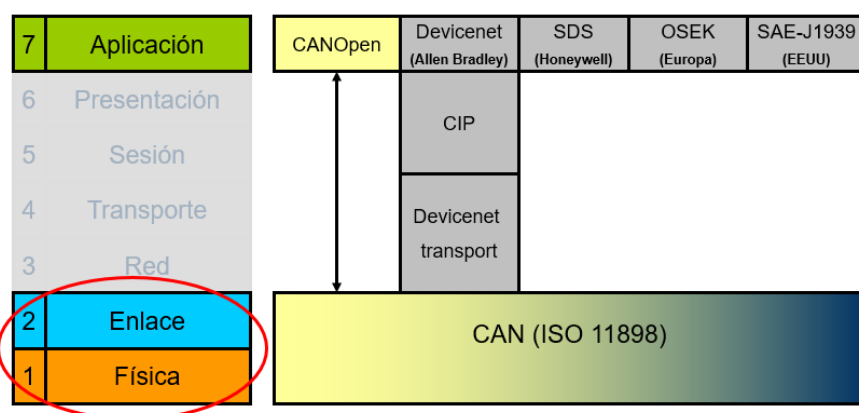 7 Aplicación
6 Presentación
5 Sesión
4 Transporte
3 Red
2 Enlace
1 Física
CANOpen
Devicenet
(Allen Bradley)
SDS
(Honeywell)
OSEK
(Europa)
SAE-J1939
(EEUU)
CIP
Devicenet
transport
CAN (ISO 11898)